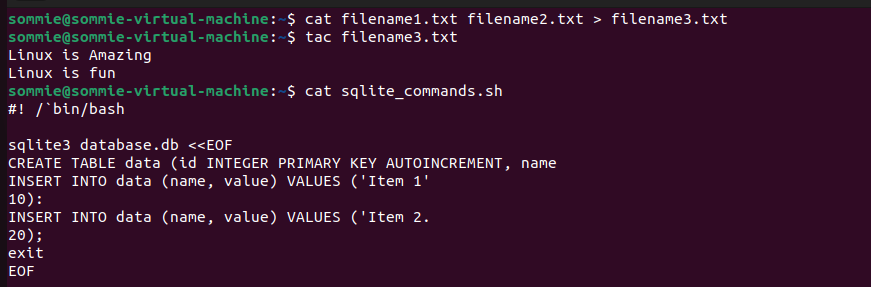 sommie@sommie-virtual-machine:~$ cat filename1.txt filename2.txt > filename3.txt
sommie@sommie-virtual-machine:~$ tac filename3.txt
Linux is Amazing
Linux is fun
sommie@sommie-virtual-machine:~$ cat sqlite_commands.sh
#! /`bin/bash

sqlite3 database.db <<EOF
CREATE TABLE data (id INTEGER PRIMARY KEY AUTOINCREMENT, name
INSERT INTO data (name, value) VALUES ('Item 1'
10):
INSERT INTO data (name, value) VALUES ('Item 2.
20);
exit
EOF